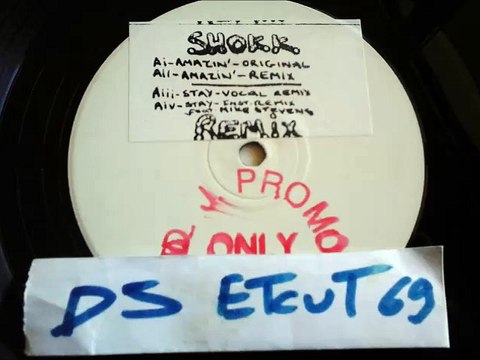 SHOKK
Ai-AMAZIN'-ORIGINAL
Aii-AMAZIN'-REMIX
Aiii-STAY-VOCAL REMIX
Aiv-STAY-INST.REMIX
FEAT MIKE STEVENS
REMIX
PROMO
ONLY
DS ETCUT 69